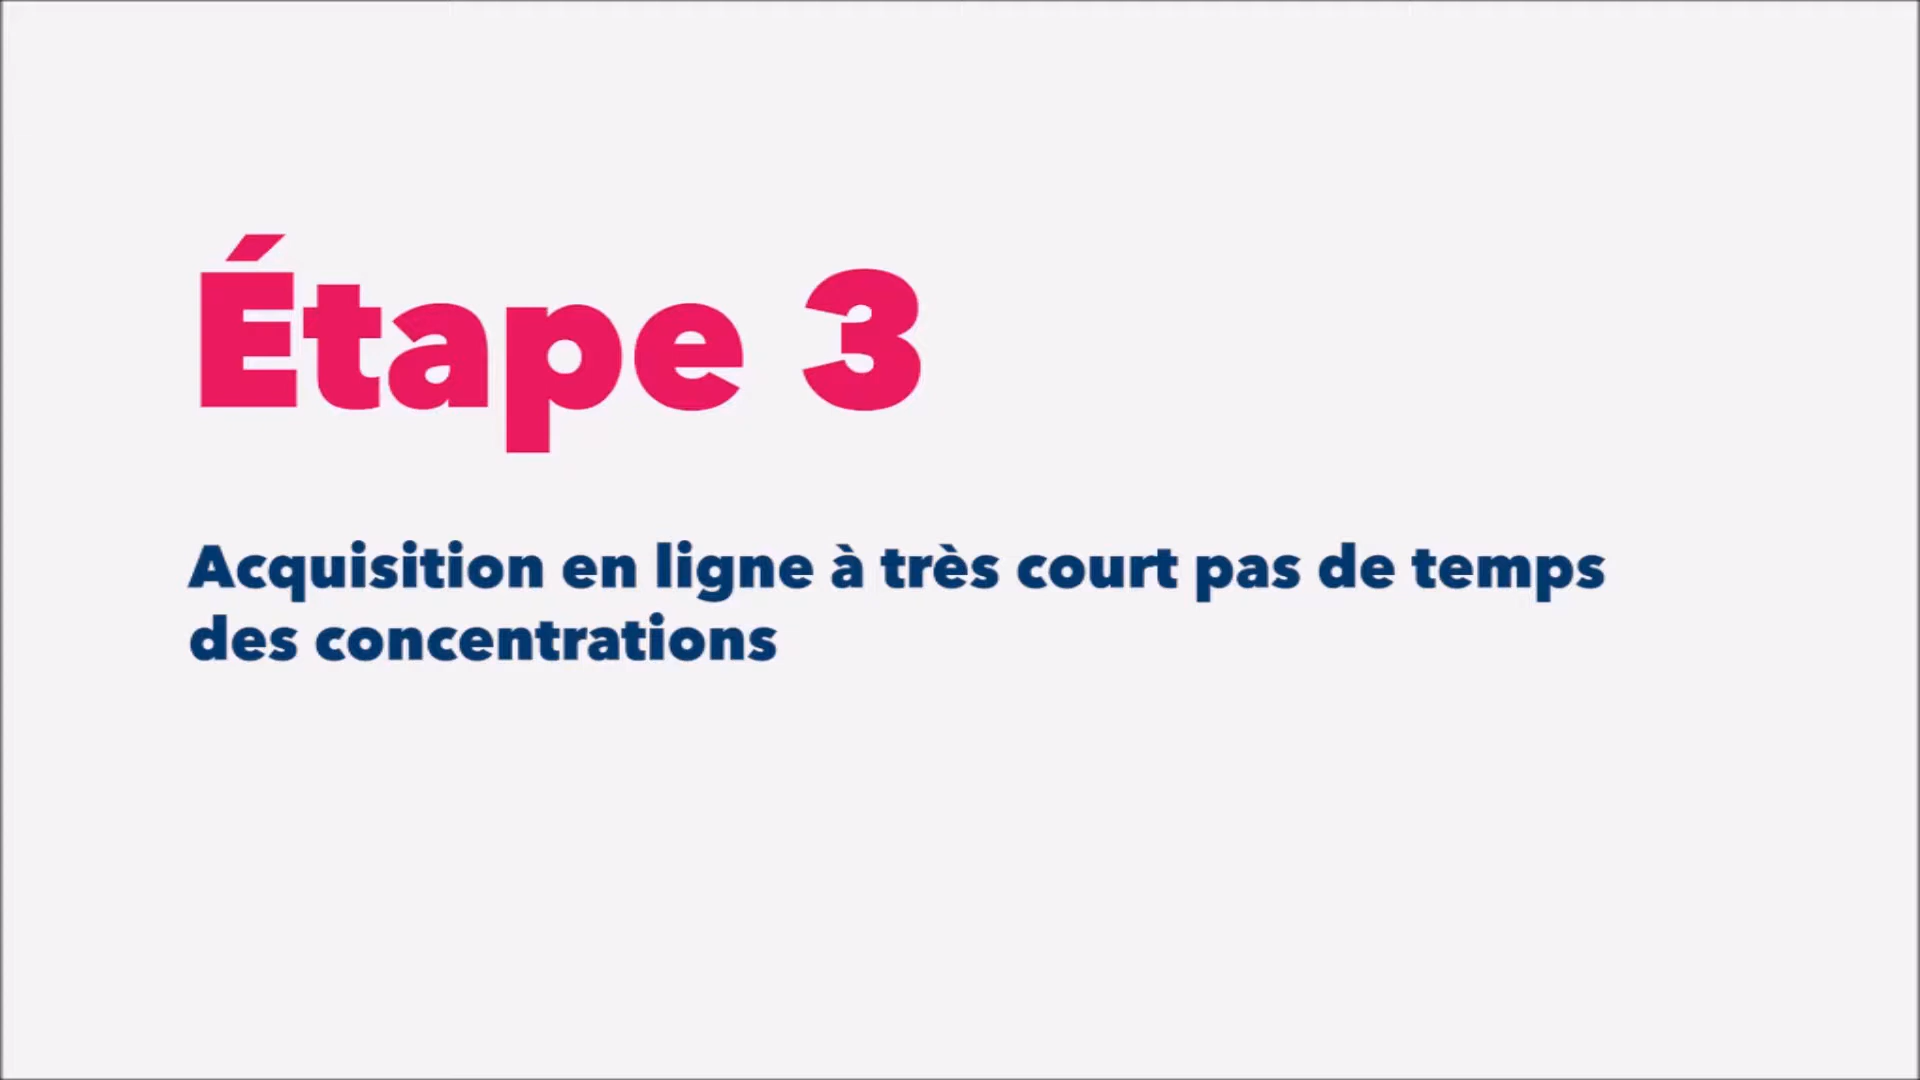 Étape 3
Acquisition en ligne à très court pas de temps
des concentrations